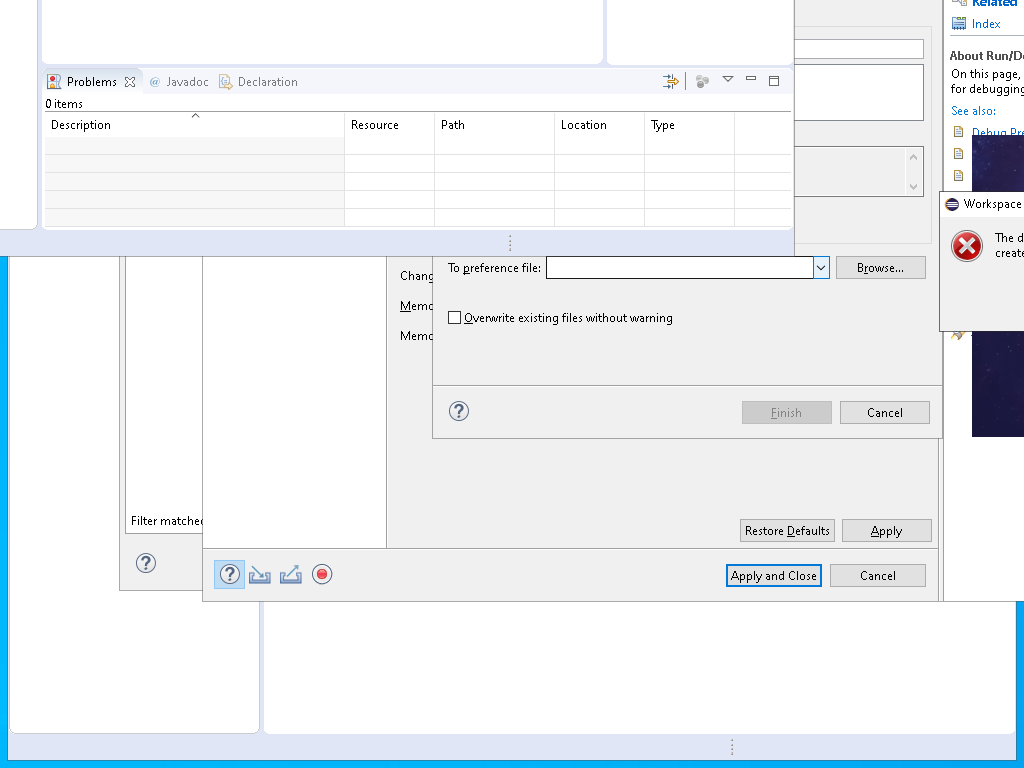 Related
Index
About Run/De
On this page,
for debugging
See also:
Debug Pre
Problems
Javadoc
Declaration
0 items
Description
Resource
Path
Location
Type
Workspace
The d
create
To preference file:
Browse...
Overwrite existing files without warning
Chang
Memo
Memo
Finish
Cancel
Filter matched
Restore Defaults
Apply
Apply and Close
Cancel